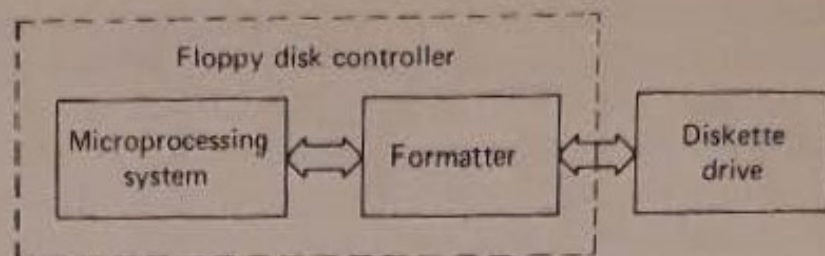 Floppy disk controller
Microprocessing
system
Formatter
Diskette
drive